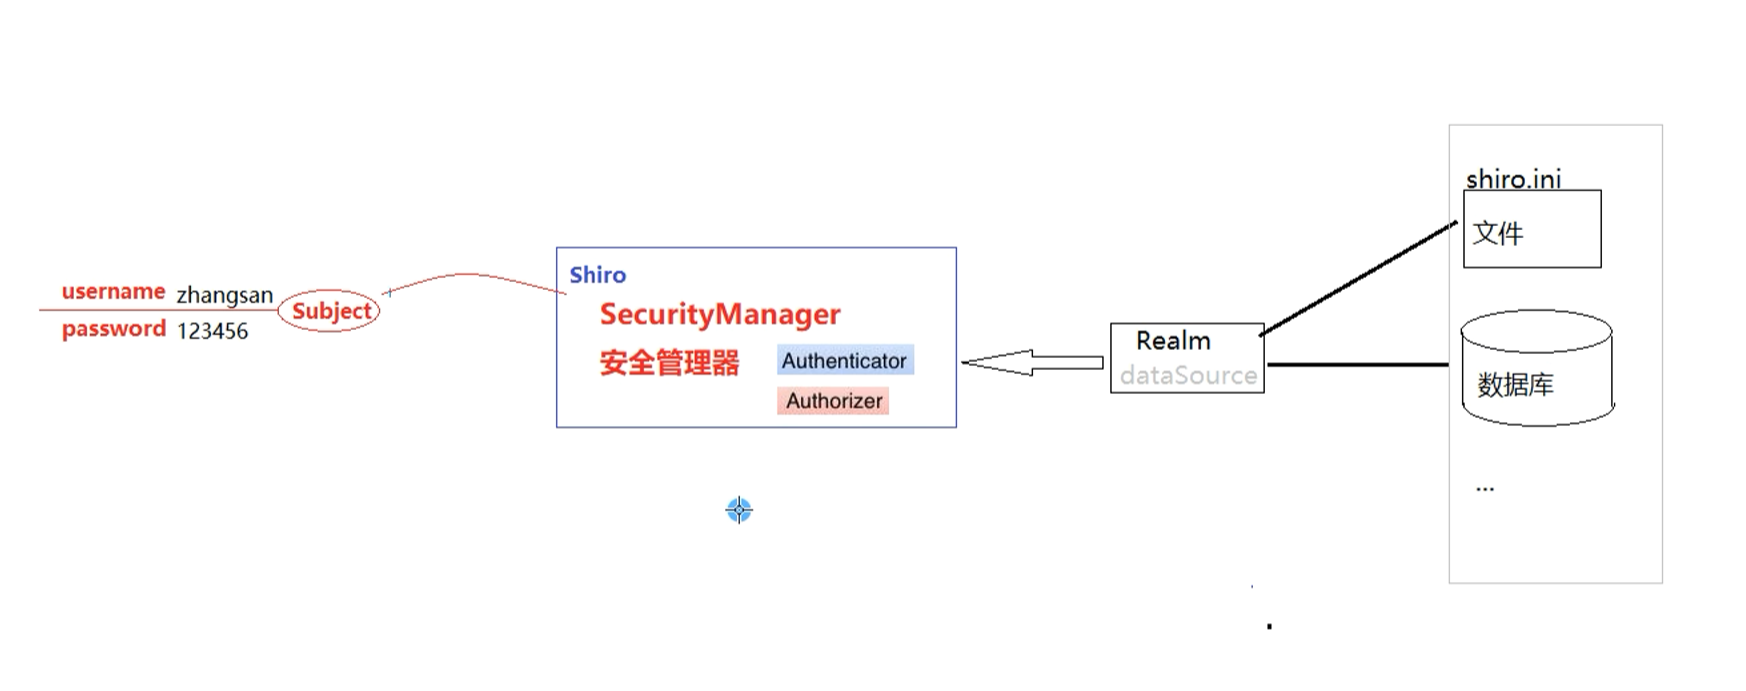 username zhangsan
password 123456
Subject
Shiro
SecurityManager
安全管理器
Authenticator
Authorizer
Realm
dataSource
shiro.ini
文件
数据库
...